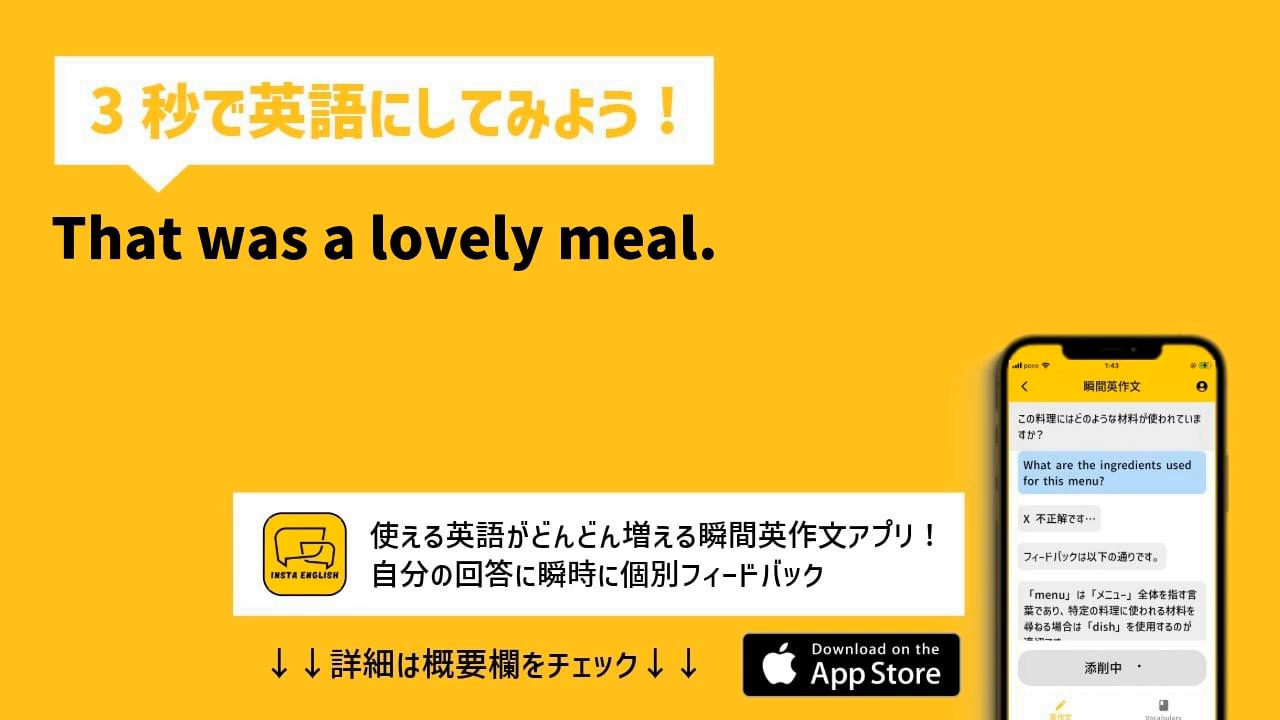 3 秒で英語にしてみよう！
That was a lovely meal.
povo
1:43
瞬間英作文
この料理にはどのような材料が使われていま
すか？
What are the ingredients used
for this menu?
X 不正解です…
フィードバックは以下の通りです。
「menu」は「メニュー」全体を指す言
葉であり、特定の料理に使われる材料を
尋ねる場合は「dish」を使用するのが
添削中
英作文
Vocabulary
INSTA ENGLISH
使える英語がどんどん増える瞬間英作文アプリ！
自分の回答に瞬時に個別フィードバック
↓↓詳細は概要欄をチェック↓↓
Download on the
App Store